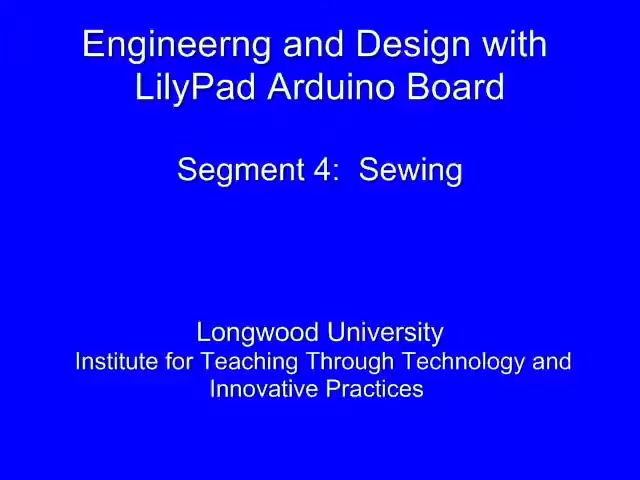 Engineerng and Design with
LilyPad Arduino Board
Segment 4:  Sewing
Longwood University
Institute for Teaching Through Technology and
Innovative Practices